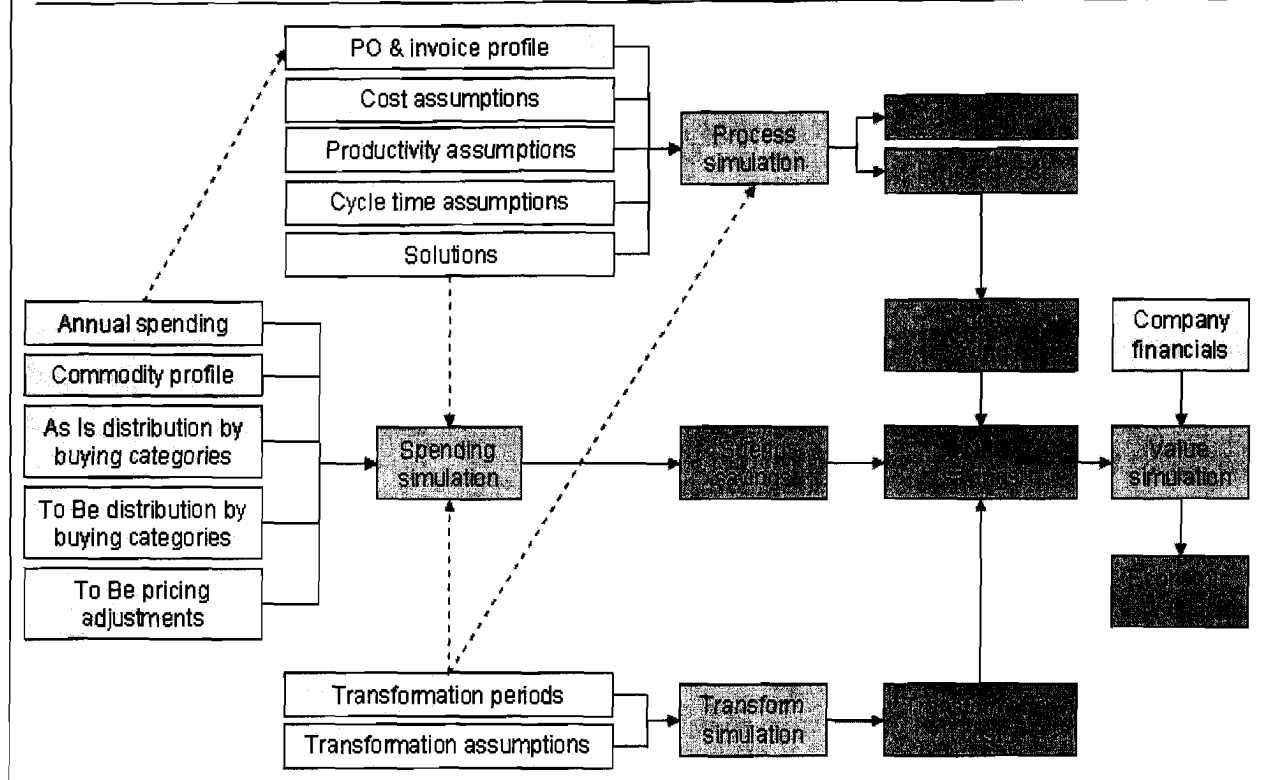 PO & invoice profile
Cost assumptions
Productivity assumptions
Cycle time assumptions
Solutions
Process
simulation
Annual spending
Commodity profile
As Is distribution by
buying categories
To Be distribution by
buying categories
To Be pricing
adjustments
Spending
simulation
savings
Company
financials
Value
simulation
Transformation periods
Transformation assumptions
Transform
simulation